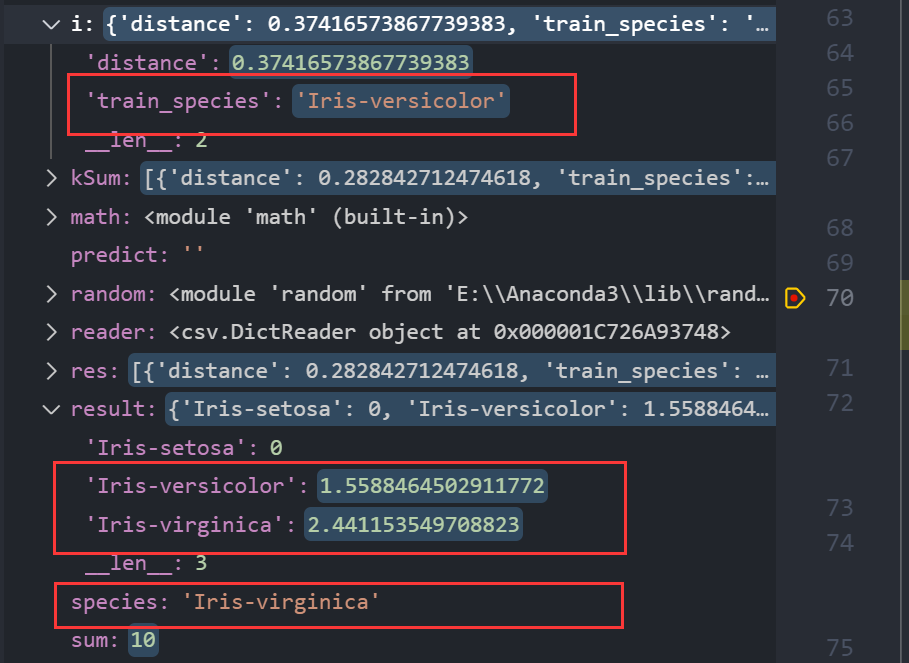 i: {'distance': 0.37416573867739383, 'train_species': '…
'distance': 0.37416573867739383
'train_species': 'Iris-versicolor'
__len__: 2
kSum: [{'distance': 0.282842712474618, 'train_species':…
math: <module 'math' (built-in)>
predict: ''
random: <module 'random' from 'E:\\Anaconda3\\lib\\rand…
reader: <csv.DictReader object at 0x000001C726A93748>
res: [{'distance': 0.282842712474618, 'train_species': …
result: {'Iris-setosa': 0, 'Iris-versicolor': 1.5588464…
'Iris-setosa': 0
'Iris-versicolor': 1.5588464502911772
'Iris-virginica': 2.441153549708823
__len__: 3
species: 'Iris-virginica'
sum: 10
63
64
65
66
67
68
69
70
71
72
73
74
75